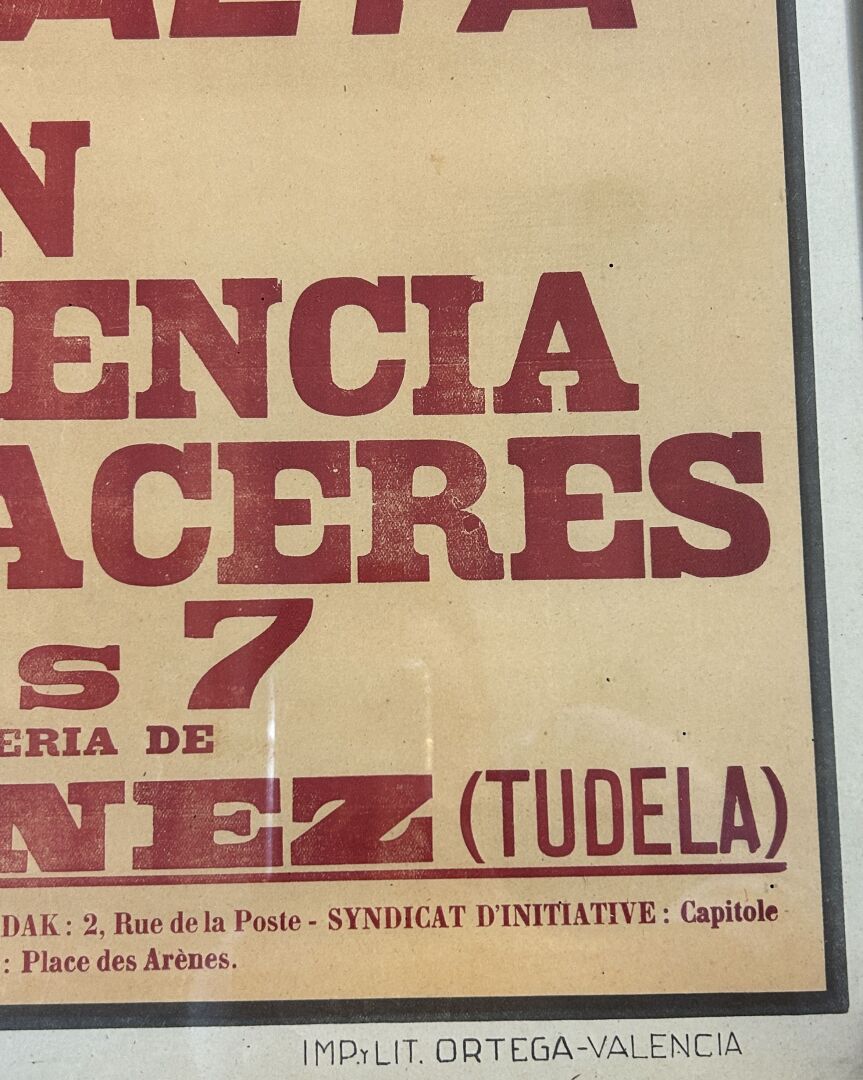 ALTA
N
ENCIA
ACERES
s 7
ERIA DE
NEZ (TUDELA)
DAK : 2, Rue de la Poste - SYNDICAT D'INITIATIVE : Capitole
: Place des Arènes.
IMP. Y LIT. ORTEGA-VALENCIA